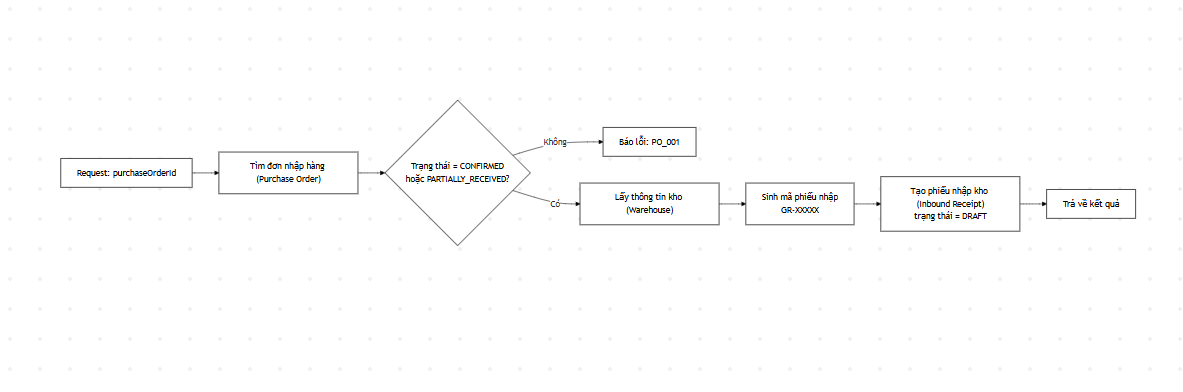 Request: purchaseOrderId
Tìm đơn nhập hàng
(Purchase Order)
Trạng thái = CONFIRMED
hoặc PARTIALLY_RECEIVED?
Không
Báo lỗi: PO_001
Có
Lấy thông tin kho
(Warehouse)
Sinh mã phiếu nhập
GR-XXXXX
Tạo phiếu nhập kho
(Inbound Receipt)
trạng thái = DRAFT
Trả về kết quả